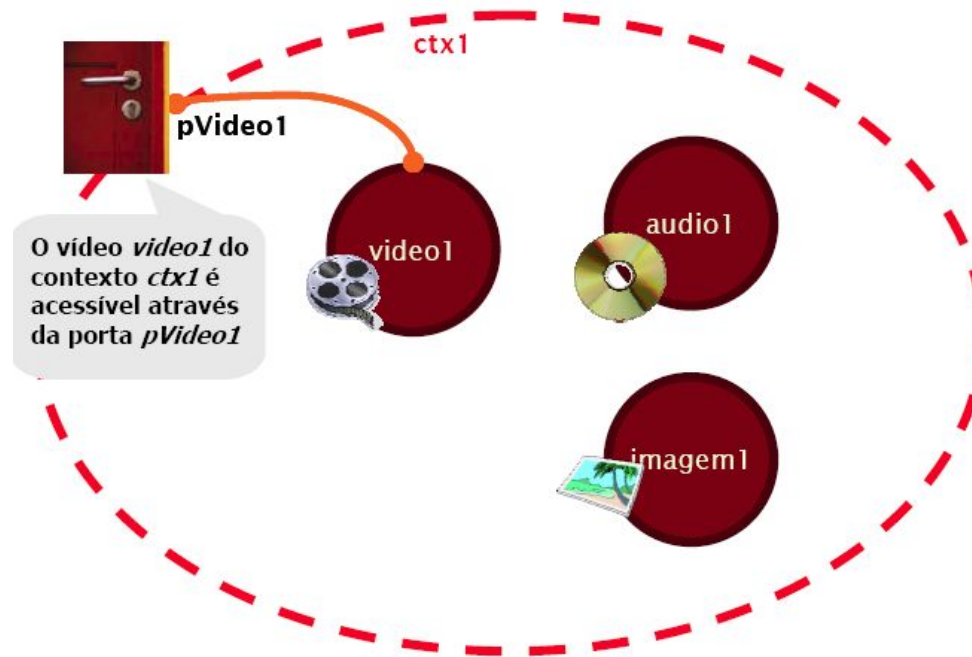 ctx1
pVideo1
O vídeo video1 do
contexto ctx1 é
acessível através
da porta pVideo1
video1
audio1
imagem1